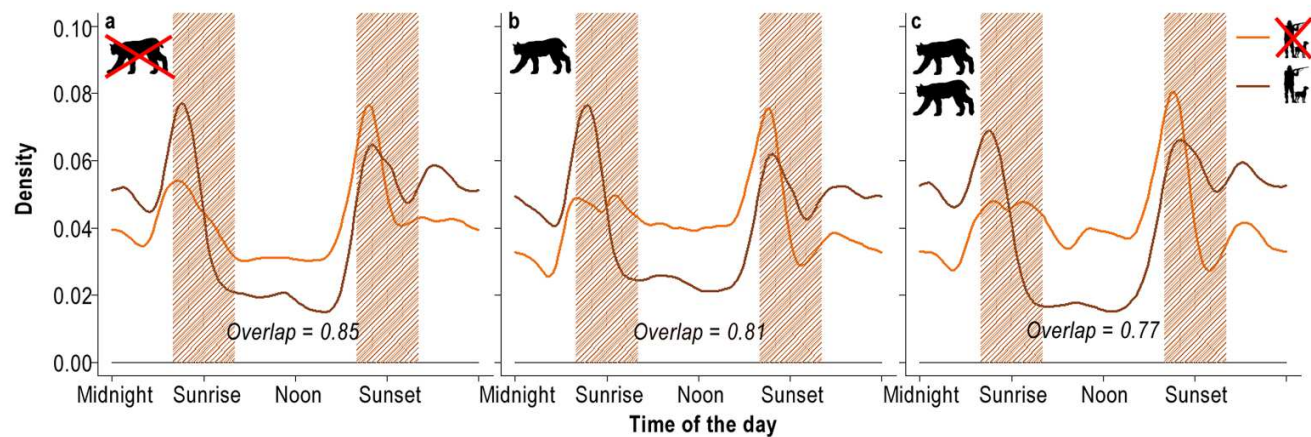 a
b
c
0.10
0.08
0.06
0.04
0.02
0.00
Density
Overlap = 0.85
Overlap = 0.81
Overlap = 0.77
Midnight Sunrise Noon Sunset
Midnight Sunrise Noon Sunset
Midnight Sunrise Noon Sunset
Time of the day